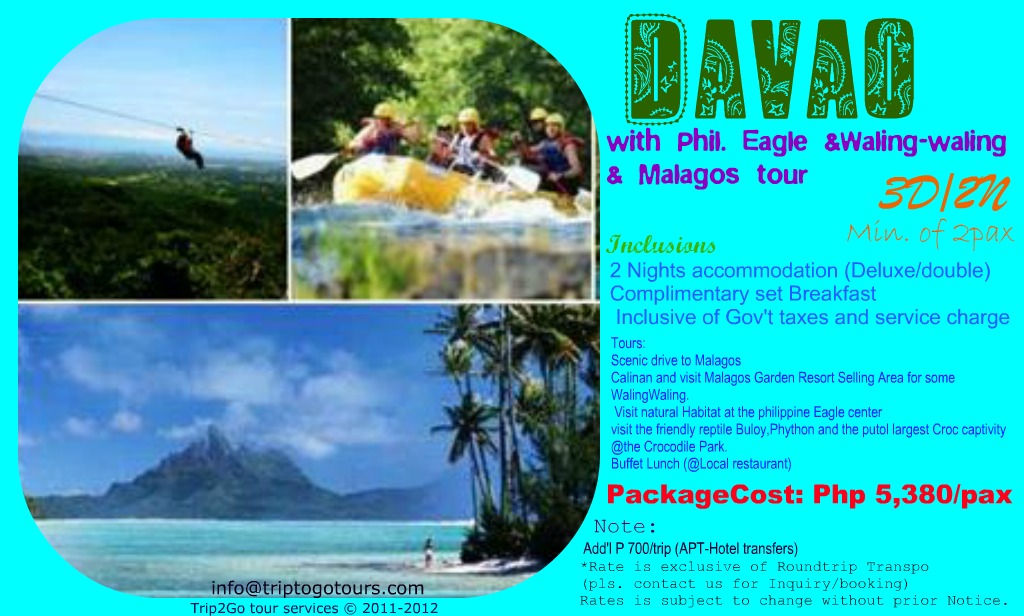 DAVAO
with Phil. Eagle &Waling-waling
& Malagos tour
3D/2N
Min. of 2pax
Inclusions
2 Nights accommodation (Deluxe/double)
Complimentary set Breakfast
Inclusive of Gov't taxes and service charge
Tours:
Scenic drive to Malagos
Calinan and visit Malagos Garden Resort Selling Area for some
WalingWaling.
Visit natural Habitat at the philippine Eagle center
visit the friendly reptile Buloy,Phython and the putol largest Croc captivity
@the Crocodile Park.
Buffet Lunch (@Local restaurant)
PackageCost: Php 5,380/pax
Note:
Add'l P 700/trip (APT-Hotel transfers)
*Rate is exclusive of Roundtrip Transpo
(pls. contact us for Inquiry/booking)
Rates is subject to change without prior Notice.
info@triptogotours.com
Trip2Go tour services © 2011-2012